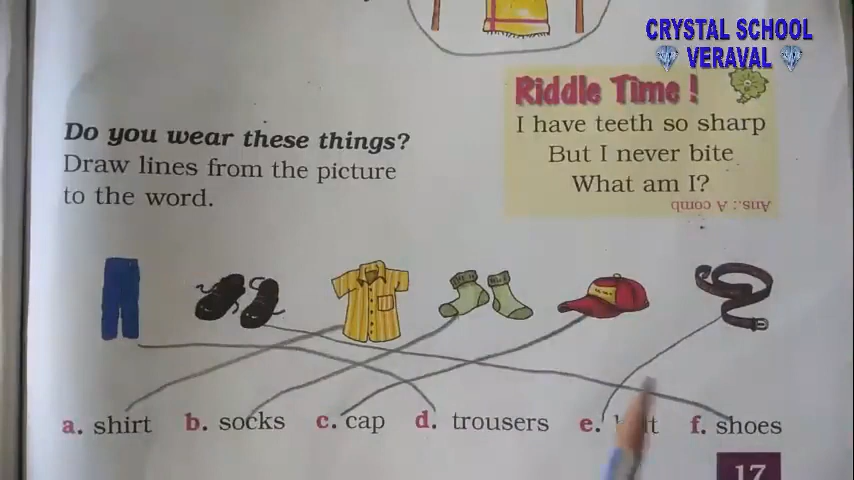 CRYSTAL SCHOOL
VERAVAL
Riddle Time !
I have teeth so sharp
But I never bite
What am I?
Ans.: A comb
Do you wear these things?
Draw lines from the picture
to the word.
a. shirt b. socks c. cap d. trousers e. f. shoes
17